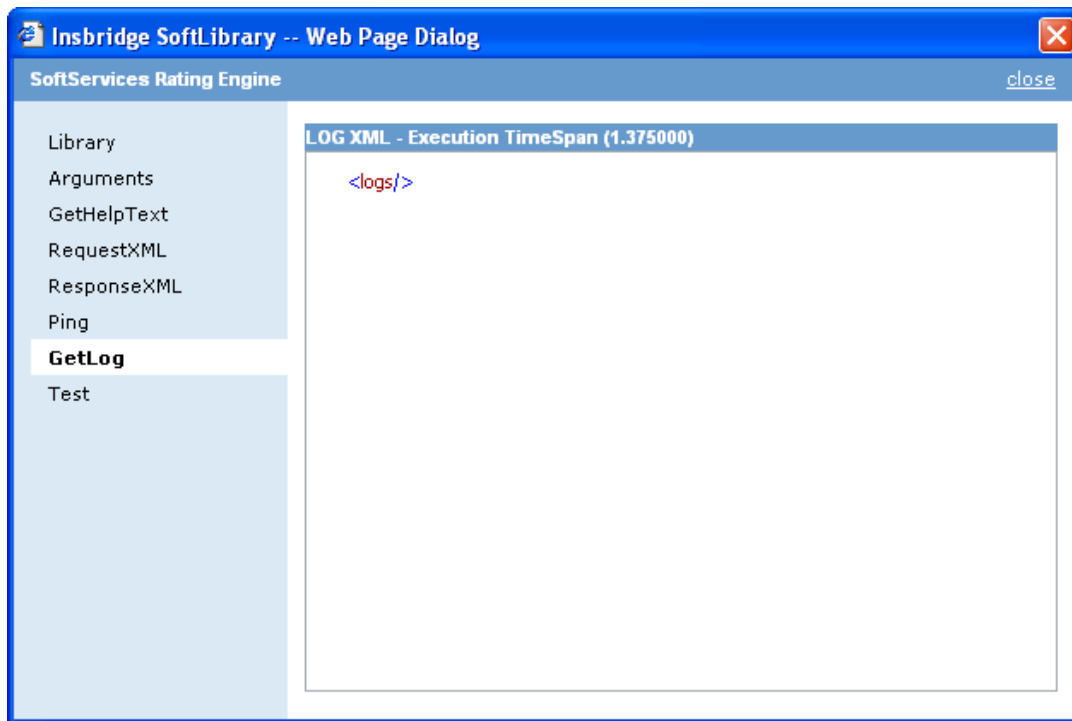 Insbridge SoftLibrary -- Web Page Dialog
SoftServices Rating Engine
close
Library
Arguments
GetHelpText
RequestXML
ResponseXML
Ping
GetLog
Test
LOG XML - Execution TimeSpan (1.375000)
<logs/>